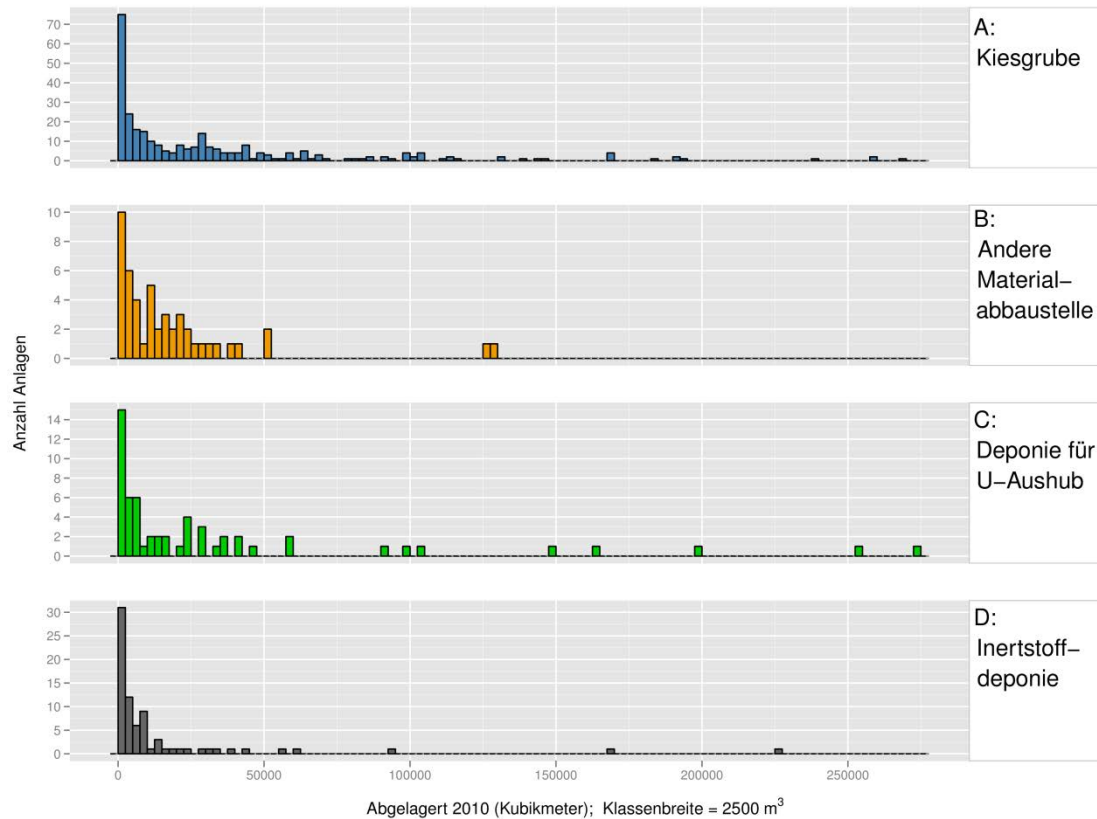 Anzahl Anlagen
70
60
50
40
30
20
10
0
A:
Kiesgrube
10
8
6
4
2
0
B:
Andere
Material−
abbaustelle
14
12
10
8
6
4
2
0
C:
Deponie für
U−Aushub
30
25
20
15
10
5
0
D:
Inertstoff−
deponie
0 50000 100000 150000 200000 250000
Abgelagert 2010 (Kubikmeter); Klassenbreite = 2500 m³